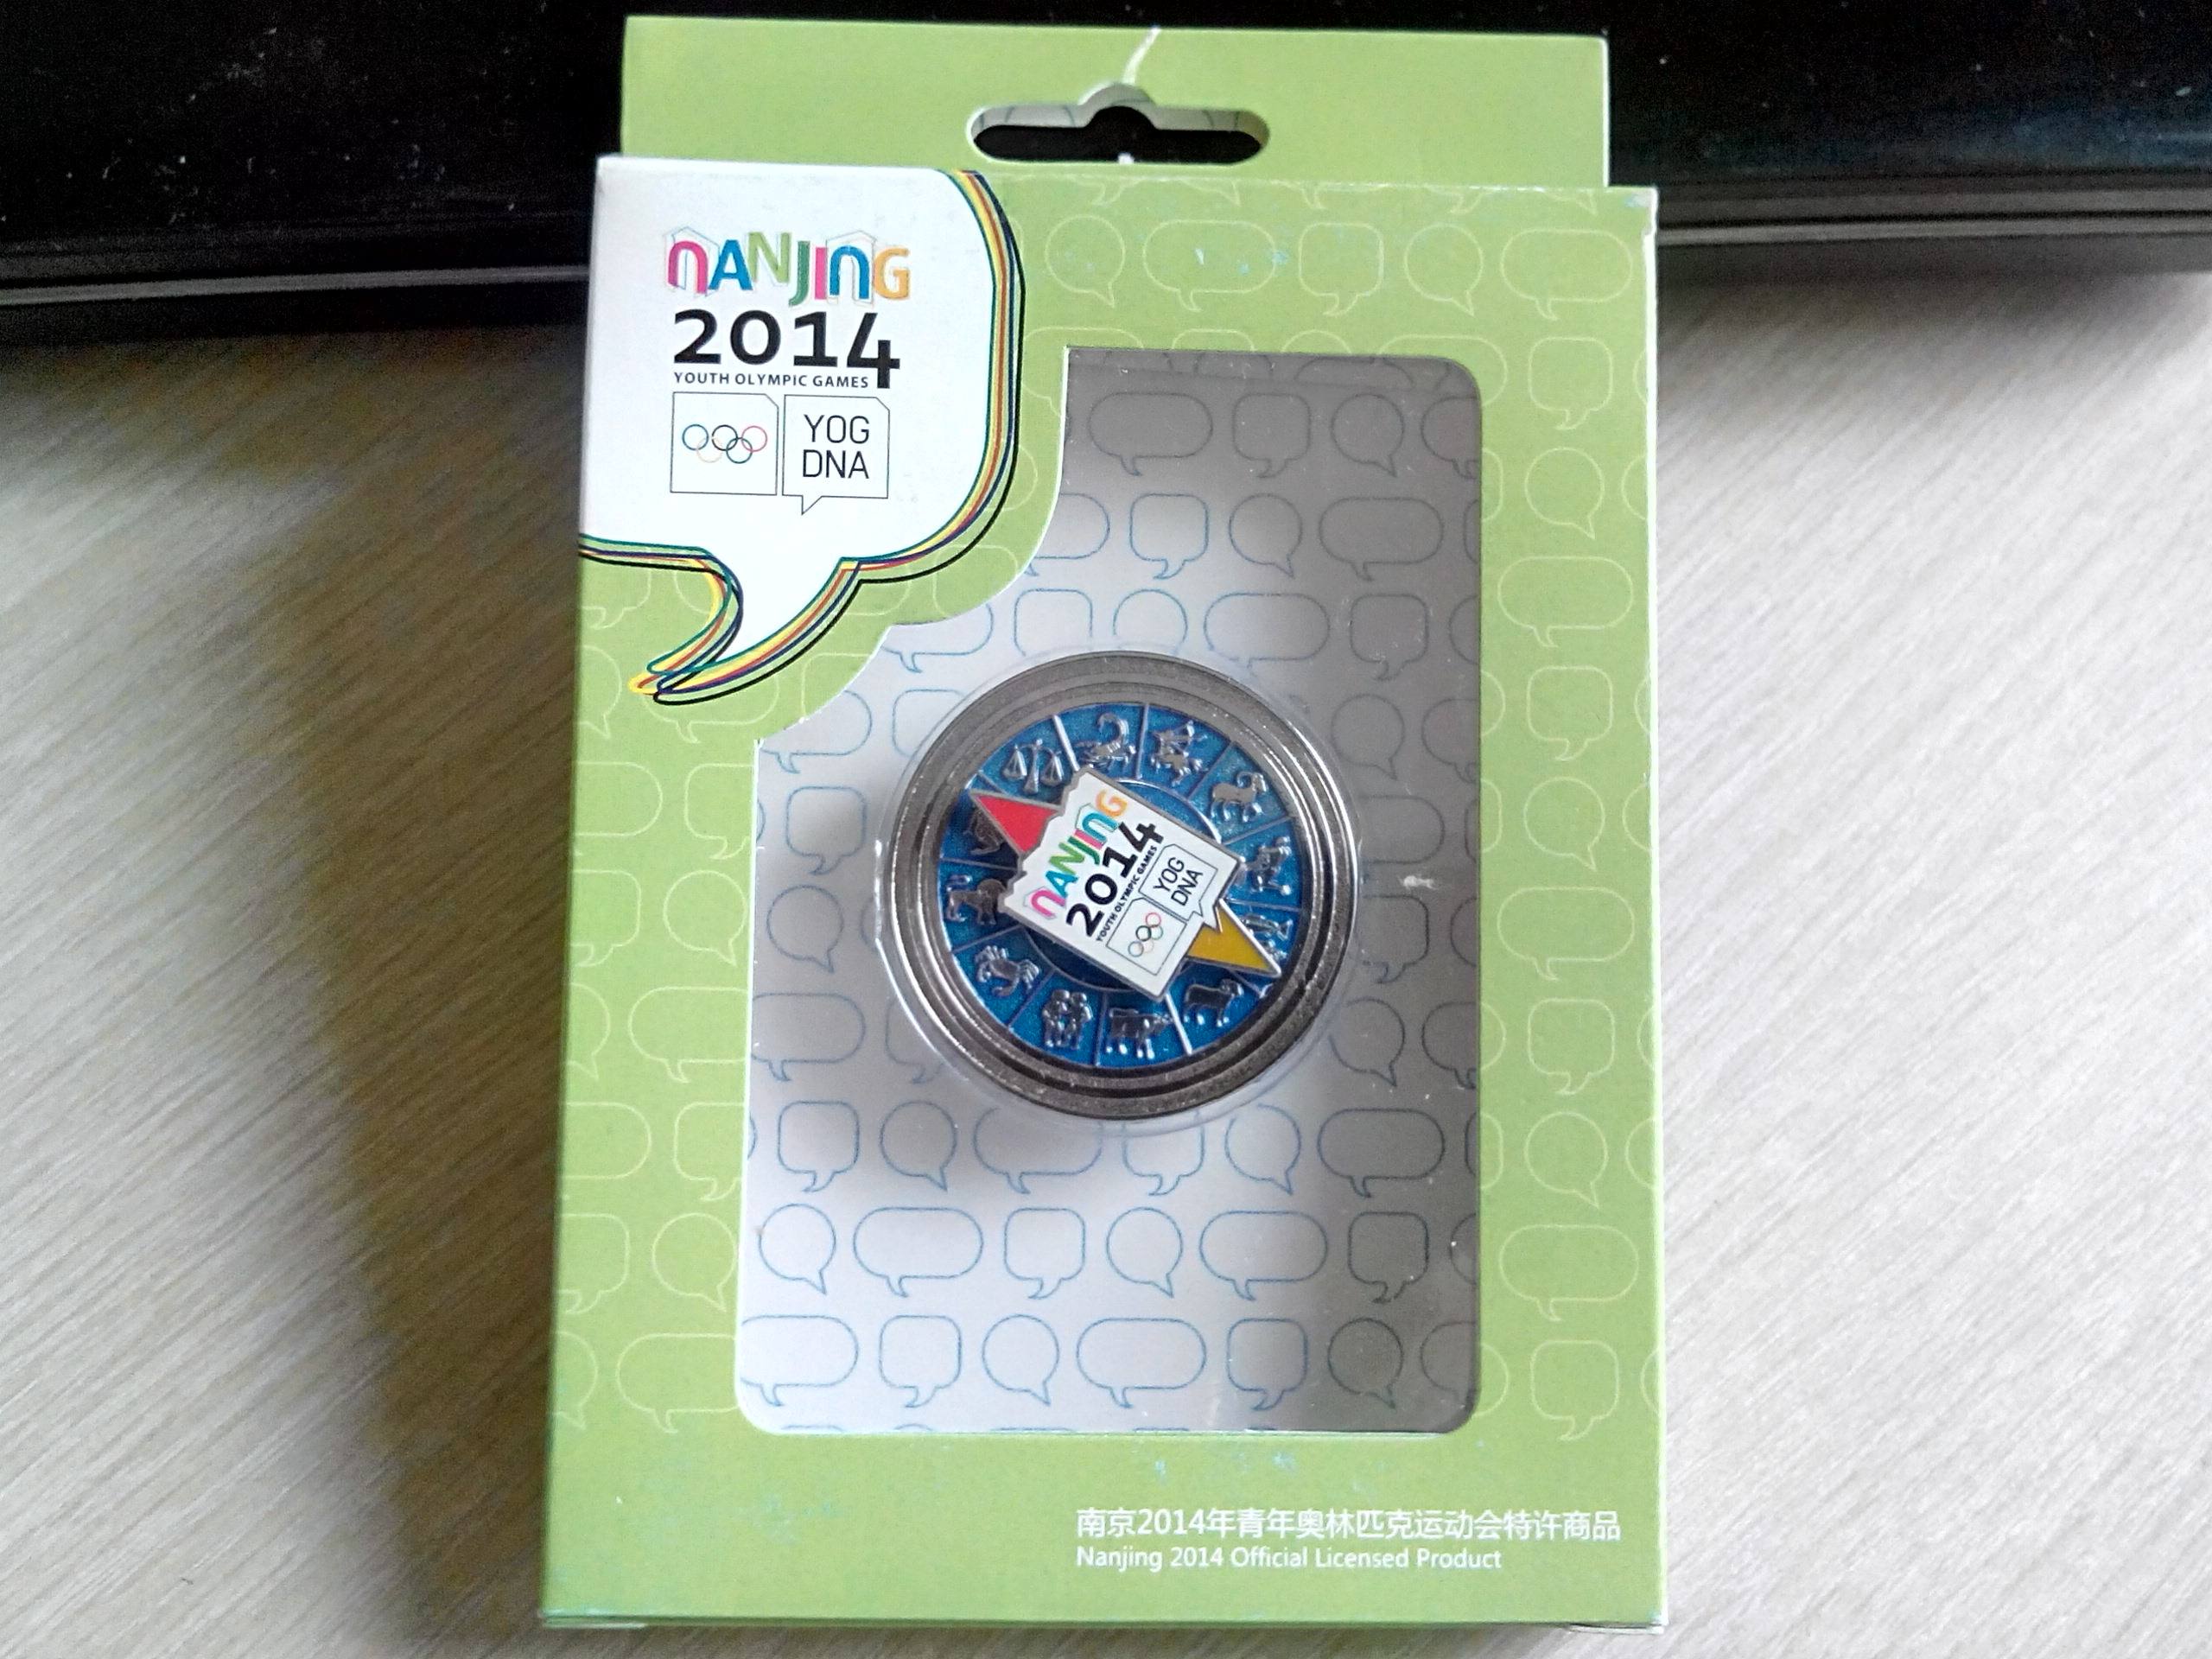 NANJING
2014
YOUTH OLYMPIC GAMES
YOG
DNA
NANJING
2014
YOUTH OLYMPIC GAMES
YOG
DNA
南京2014年青年奥林匹克运动会特许商品
Nanjing 2014 Official Licensed Product